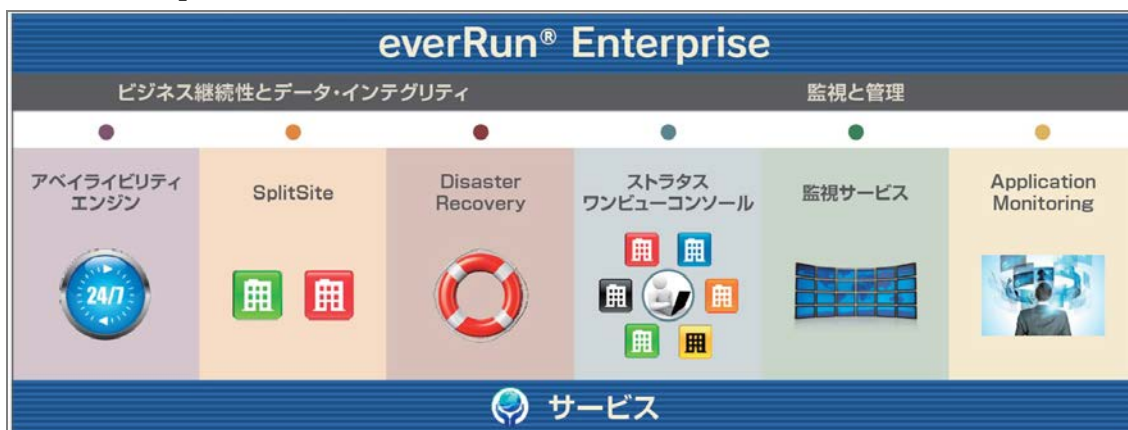 everRun® Enterprise
ビジネス継続性とデータ・インテグリティ
監視と管理
アベイライビリティ
エンジン
SplitSite
Disaster
Recovery
ストラタス
ワンビューコンソール
監視サービス
Application
Monitoring
24/7
サービス